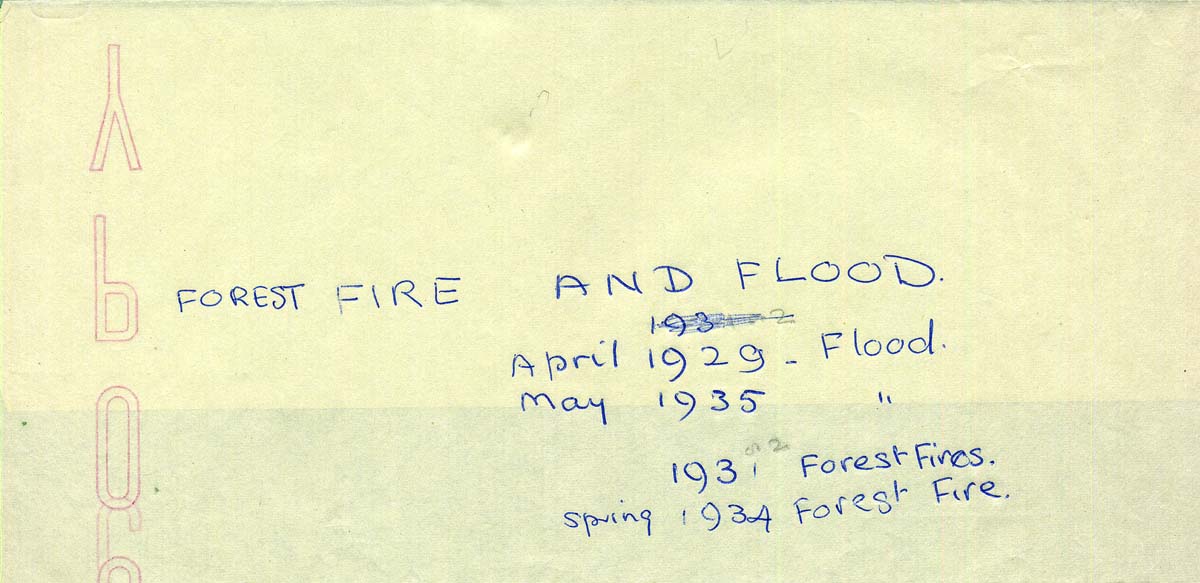 FOREST FIRE AND FLOOD.
193
April 1929 - Flood.
May 1935 "
1931 or 2 Forest Fires.
Spring 1934 Forest Fire.